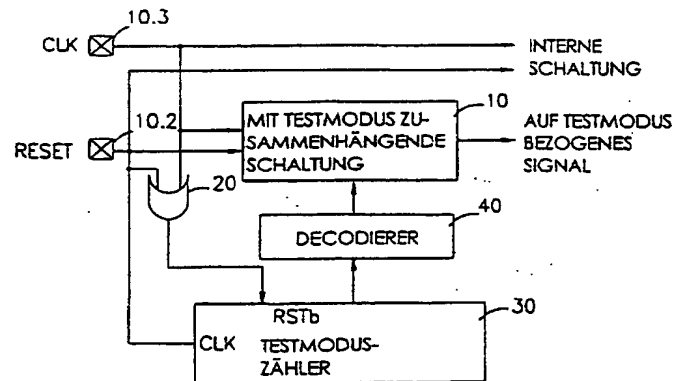 10.3
CLK
INTERNE
SCHALTUNG
10
10.2
MIT TESTMODUS ZU-
SAMMENHÄNGENDE
SCHALTUNG
AUF TESTMODUS
BEZOGENES
SIGNAL
RESET
20
40
DECODIERER
30
RSTb
CLK
TESTMODUS-
ZÄHLER